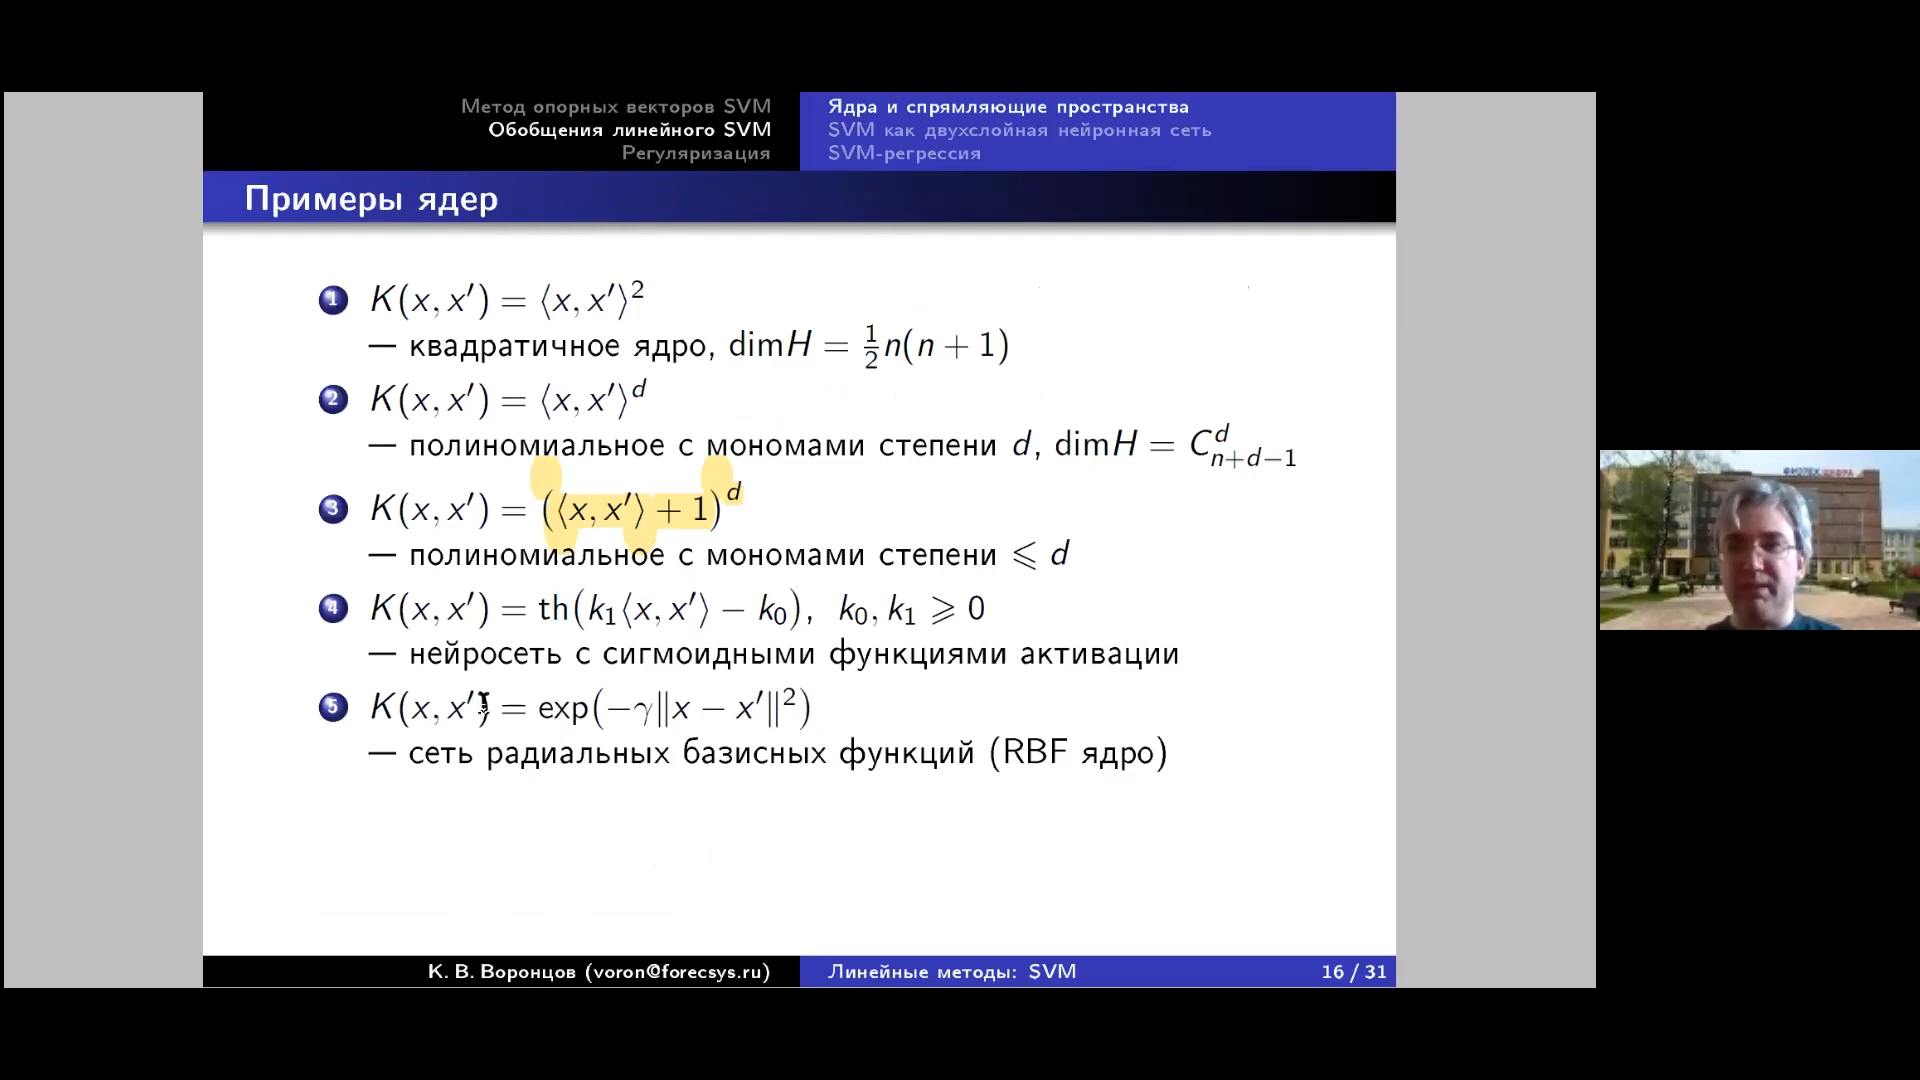 Метод опорных векторов SVM
Обобщения линейного SVM
Регуляризация
Ядра и спрямляющие пространства
SVM как двухслойная нейронная сеть
SVM-регрессия
Примеры ядер
1 K(x, x′) = ⟨x, x′⟩²
— квадратичное ядро, dim H = ½n(n + 1)
2 K(x, x′) = ⟨x, x′⟩^d
— полиномиальное с мономами степени d, dim H = C^d_{n+d−1}
3 K(x, x′) = (⟨x, x′⟩ + 1)^d
— полиномиальное с мономами степени ⩽ d
4 K(x, x′) = th(k₁⟨x, x′⟩ − k₀), k₀, k₁ ⩾ 0
— нейросеть с сигмоидными функциями активации
5 K(x, x′) = exp(−γ‖x − x′‖²)
— сеть радиальных базисных функций (RBF ядро)
К. В. Воронцов (voron@forecsys.ru)
Линейные методы: SVM
16 / 31